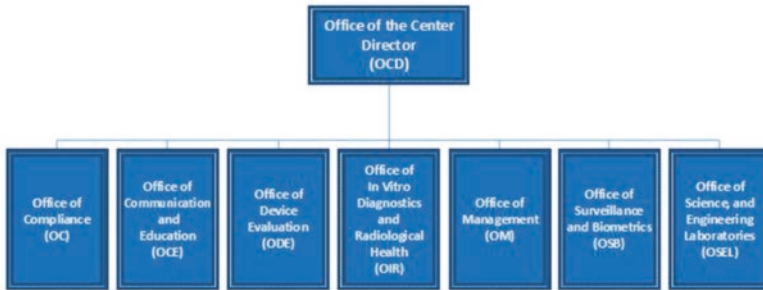 Office of the Center
Director
(OCD)
Office of
Compliance
(OC)
Office of
Communication
and
Education
(OCE)
Office of
Device
Evaluation
(ODE)
Office of
In Vitro
Diagnostics
and
Radiological
Health
(OIR)
Office of
Management
(OM)
Office of
Surveillance
and Biometrics
(OSB)
Office of
Science, and
Engineering
Laboratories
(OSEL)